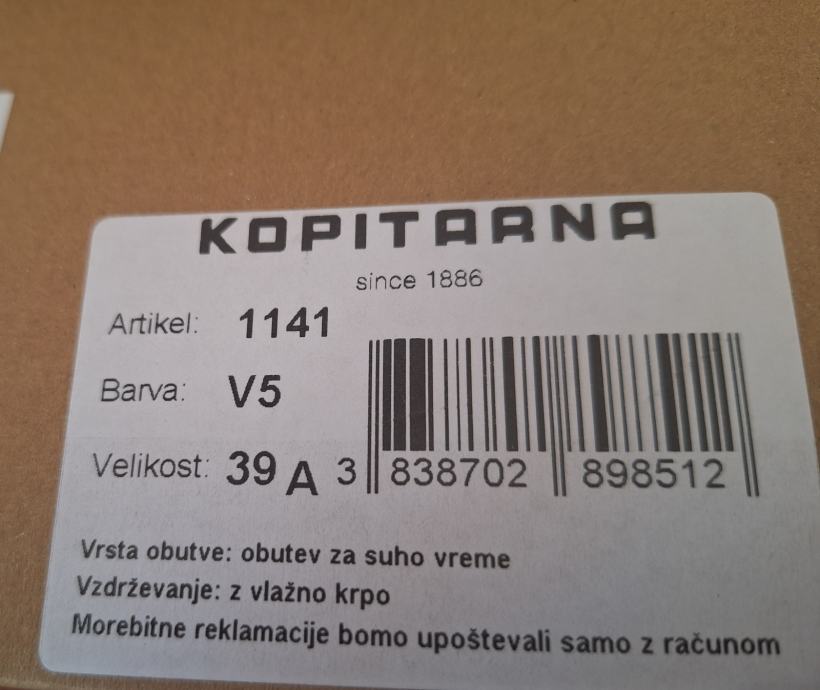 KOPITARNA
since 1886
Artikel: 1141
Barva: V5
Velikost: 39 A
3 838702 898512
Vrsta obutve: obutev za suho vreme
Vzdrževanje: z vlažno krpo
Morebitne reklamacije bomo upoštevali samo z računom